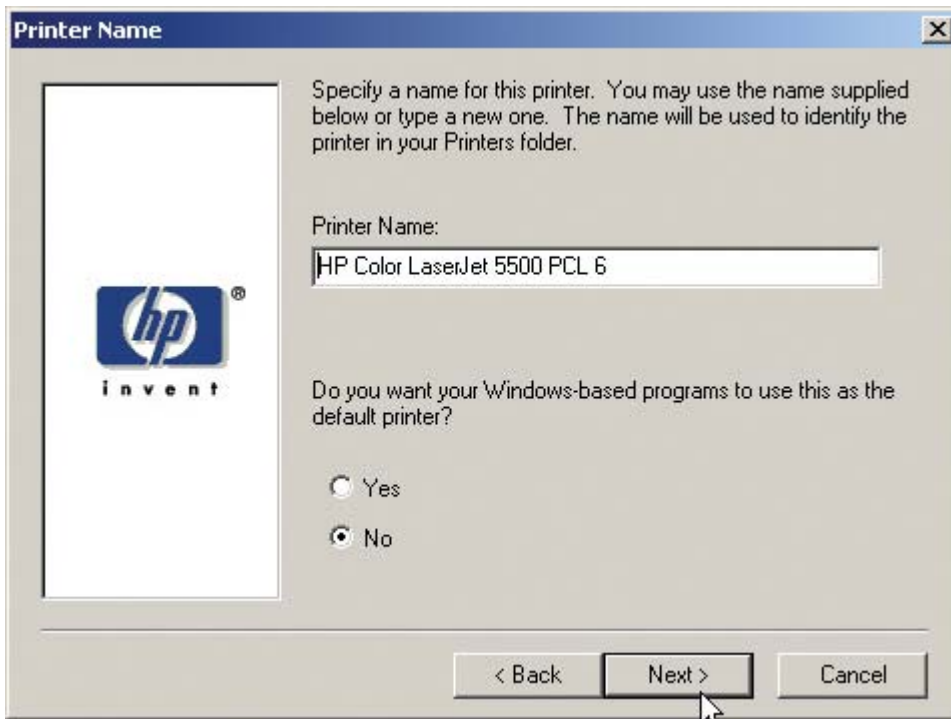 Printer Name
Specify a name for this printer. You may use the name supplied
below or type a new one. The name will be used to identify the
printer in your Printers folder.
Printer Name:
HP Color LaserJet 5500 PCL 6
hp
®
invent
Do you want your Windows-based programs to use this as the
default printer?
Yes
No
< Back
Next >
Cancel